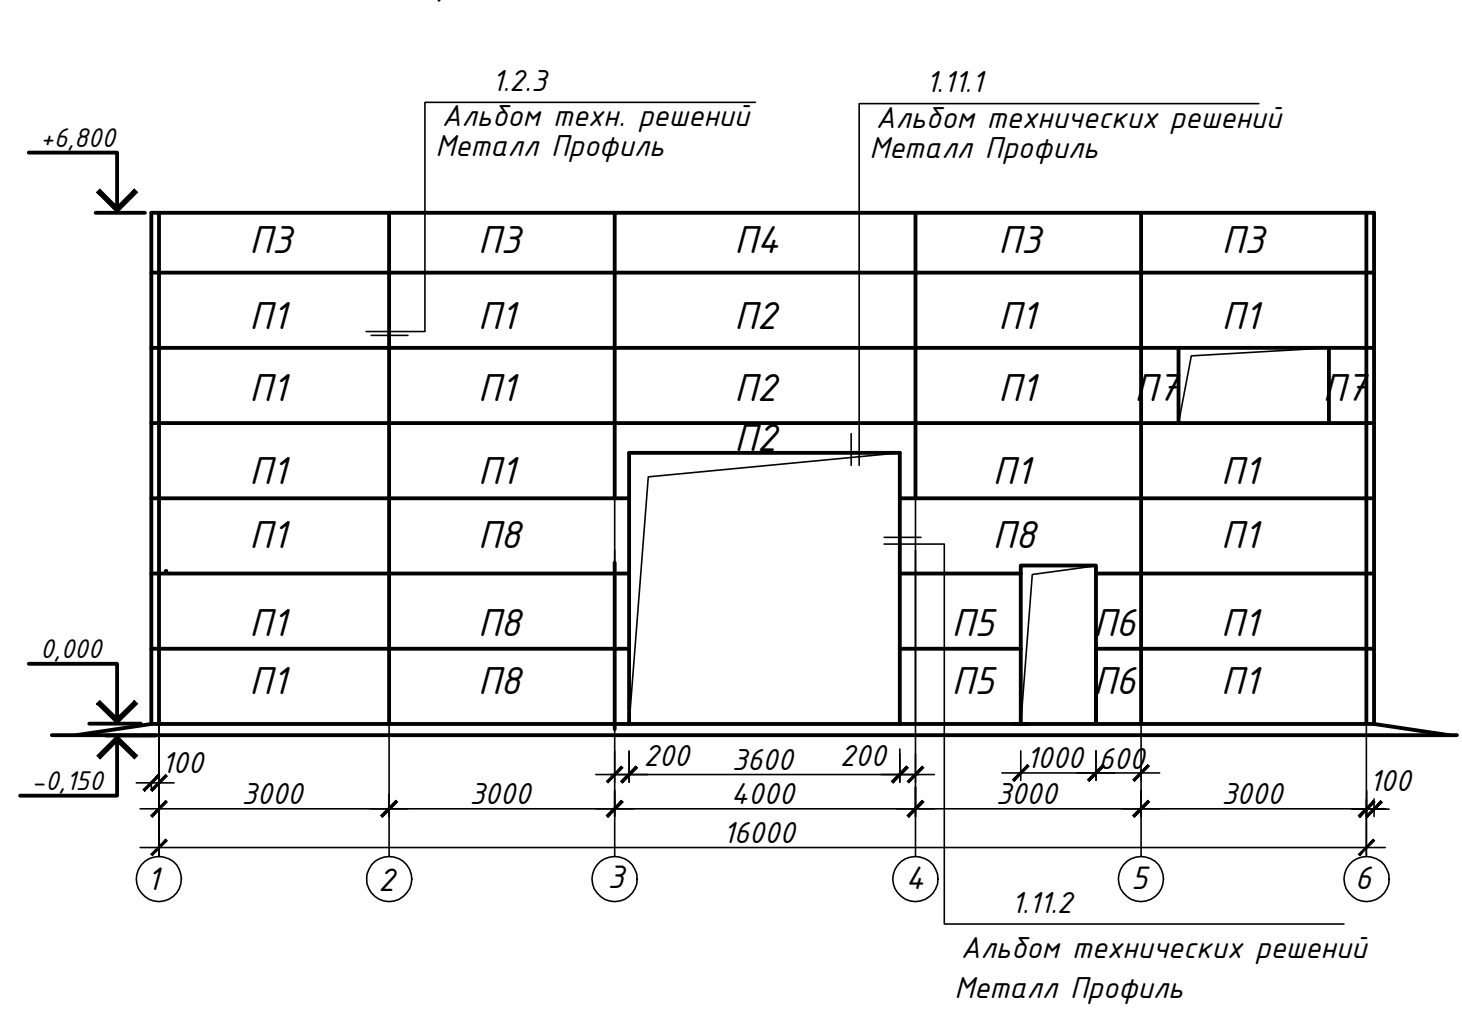 1.2.3
Альбом техн. решений
Металл Профиль
1.11.1
Альбом технических решений
Металл Профиль
+6,800
П3 П3 П4 П3 П3
П1 П1 П2 П1 П1
П1 П1 П2 П1 П7 П7
П2
П1 П1 П1 П1
П1 П8 П8 П1
П1 П8 П5 П6 П1
0,000
П1 П8 П5 П6 П1
-0,150
100 200 3600 200 1000 600 100
3000 3000 4000 3000 3000
16000
1 2 3 4 5 6
1.11.2
Альбом технических решений
Металл Профиль